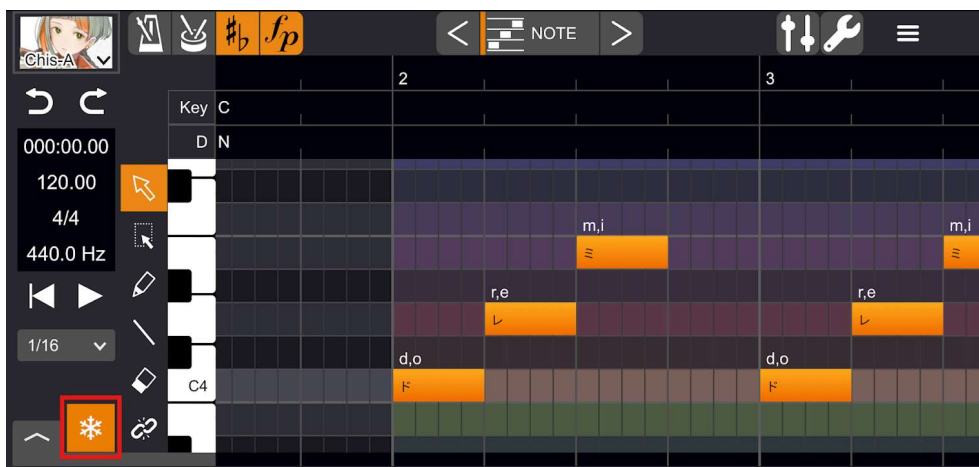 Chis-A
♯♭
fp
NOTE
2
3
Key
C
D
N
000:00.00
120.00
4/4
440.0 Hz
1/16
C4
m,i
m,i
ミ
ミ
r,e
r,e
レ
レ
d,o
d,o
ド
ド